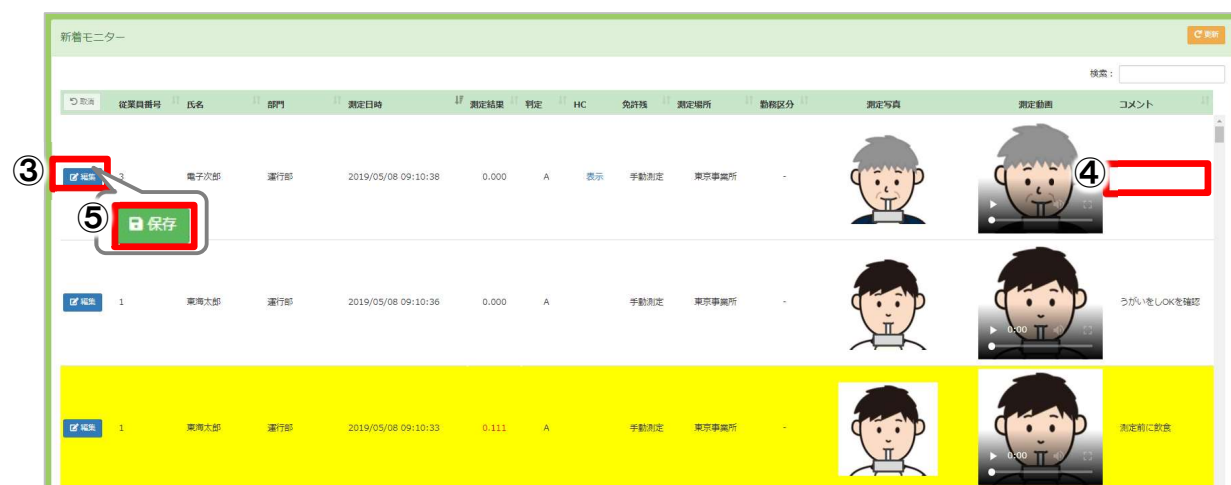 新着モニター
刷新
検索：
取消 従業員番号 氏名 部門 測定日時 測定結果 判定 HC 免許残 測定場所 勤務区分 測定写真 測定動画 コメント
③ 編集 3 電子次郎 運行部 2019/05/08 09:10:38 0.000 A 表示 手動測定 東京事業所 - ④
⑤ 保存
編集 1 東海太郎 運行部 2019/05/08 09:10:36 0.000 A 手動測定 東京事業所 - 0:00 うがいをしOKを確認
編集 1 東海太郎 運行部 2019/05/08 09:10:33 0.111 A 手動測定 東京事業所 - 0:00 測定前に飲食